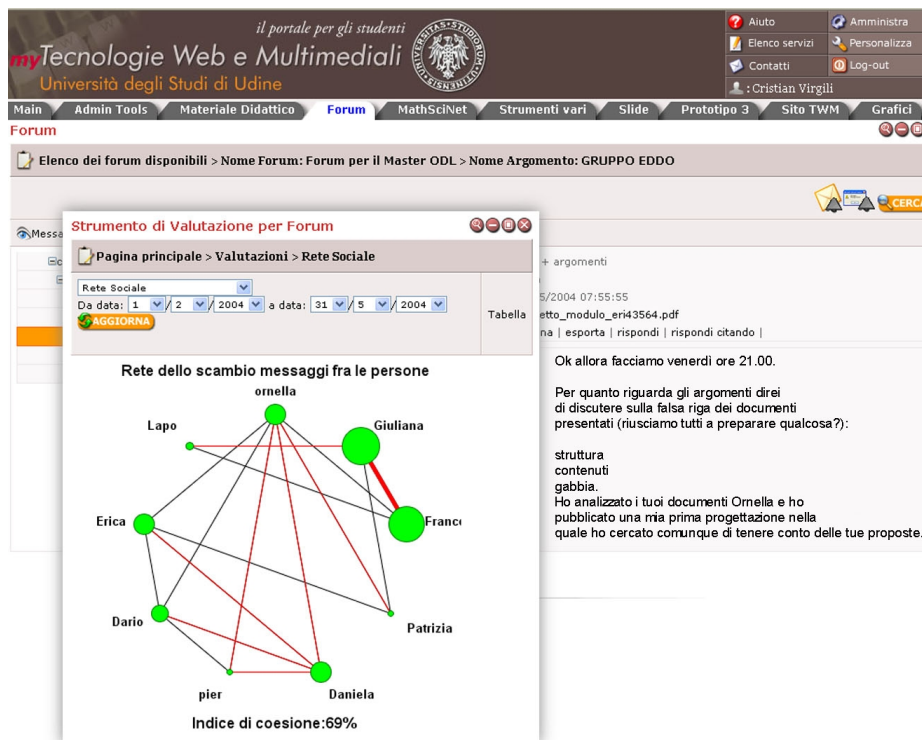 il portale per gli studenti
myTecnologie Web e Multimediali
Università degli Studi di Udine
Aiuto
Amministra
Elenco servizi
Personalizza
Contatti
Log-out
: Cristian Virgili
Main Admin Tools Materiale Didattico Forum MathSciNet Strumenti vari Slide Prototipo 3 Sito TWM Grafici
Forum
Elenco dei forum disponibili > Nome Forum: Forum per il Master ODL > Nome Argomento: GRUPPO EDDO
CERCA
Messa
Strumento di Valutazione per Forum
Pagina principale > Valutazioni > Rete Sociale
Rete Sociale
Da data: 1 / 2 / 2004 a data: 31 / 5 / 2004
AGGIORNA
Tabella
+ argomenti
5/2004 07:55:55
etto_modulo_eri43564.pdf
na | esporta | rispondi | rispondi citando |
Rete dello scambio messaggi fra le persone
ornella
Lapo
Giuliana
Erica
Franco
Dario
Patrizia
pier
Daniela
Indice di coesione:69%
Ok allora facciamo venerdì ore 21.00.
Per quanto riguarda gli argomenti direi
di discutere sulla falsa riga dei documenti
presentati (riusciamo tutti a preparare qualcosa?):
struttura
contenuti
gabbia.
Ho analizzato i tuoi documenti Ornella e ho
pubblicato una mia prima progettazione nella
quale ho cercato comunque di tenere conto delle tue proposte.